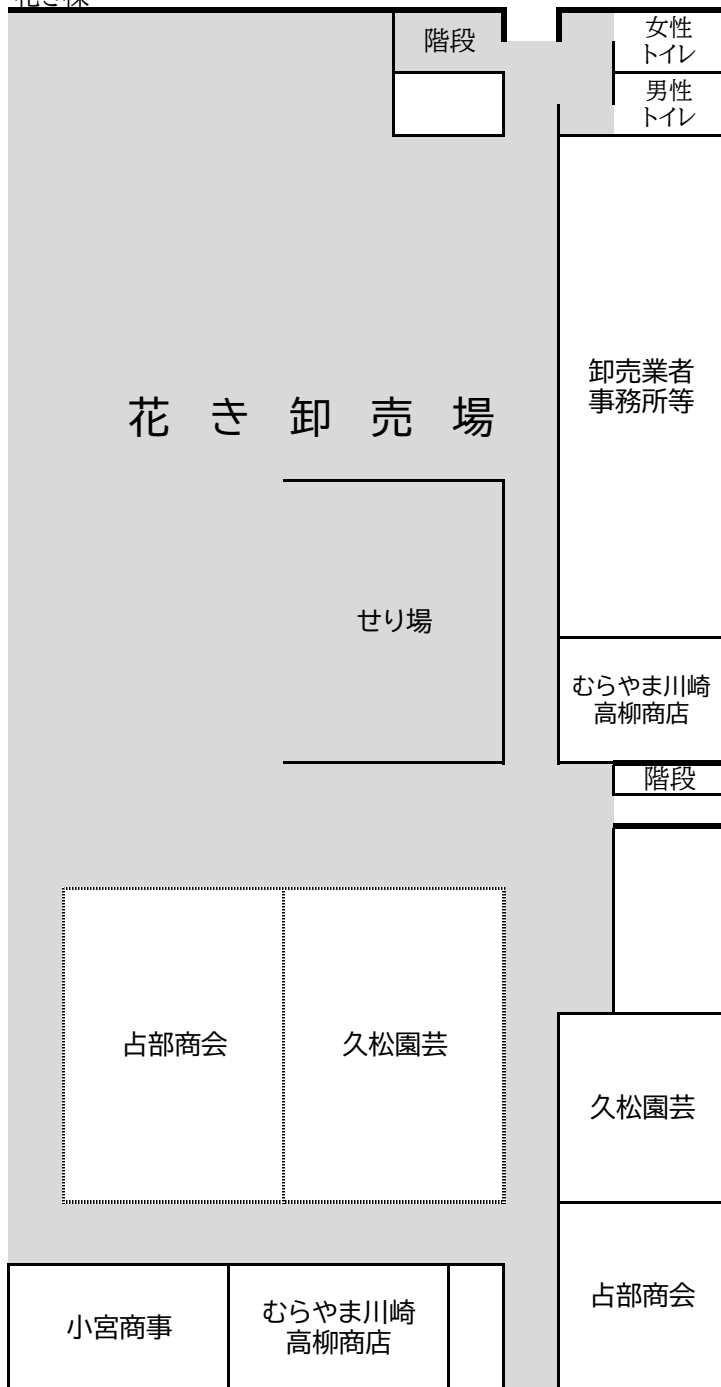 花き棟
階段
女性
トイレ
男性
トイレ
卸売業者
事務所等
花き卸売場
せり場
むらやま川崎
高柳商店
階段
占部商会
久松園芸
久松園芸
占部商会
小宮商事
むらやま川崎
高柳商店